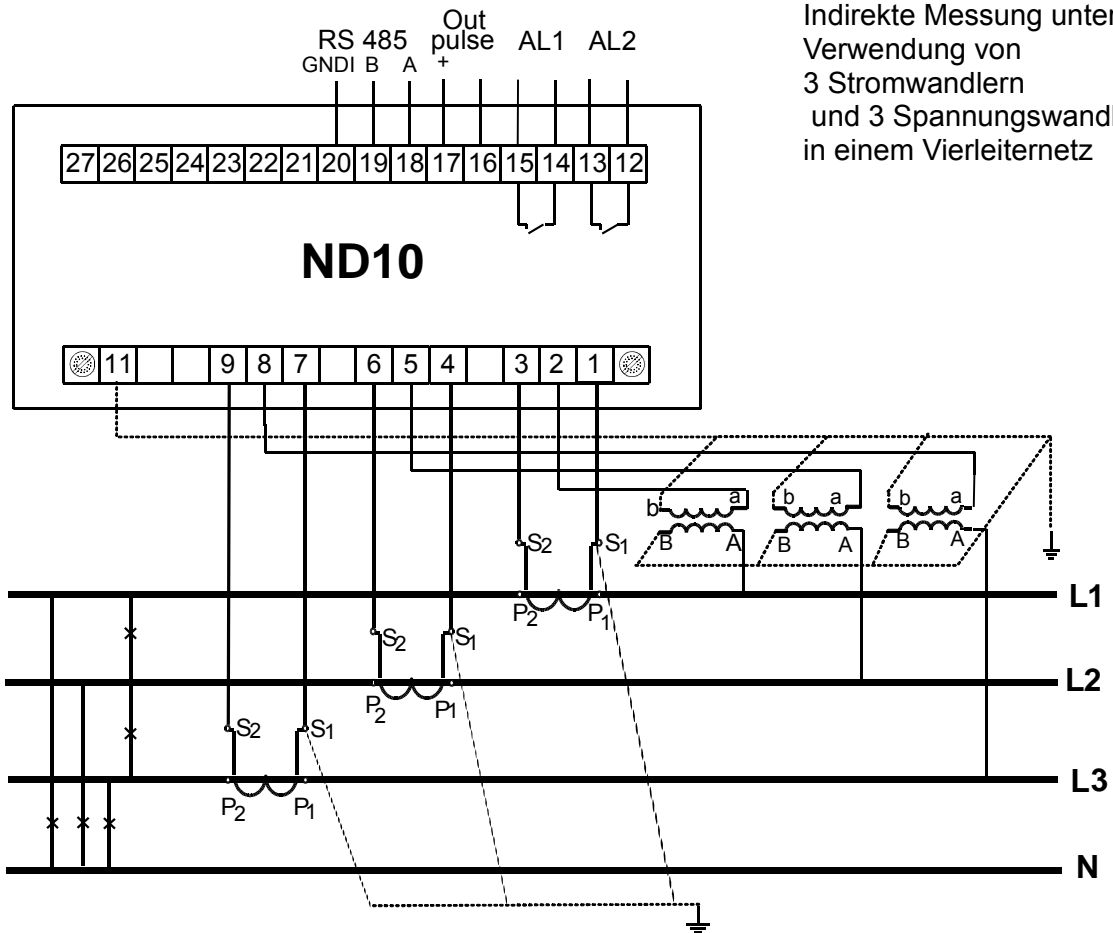 Indirekte Messung unter
Verwendung von
3 Stromwandlern
und 3 Spannungswandl
in einem Vierleiternetz
Out
RS 485 pulse AL1 AL2
GNDI B A +
27 26 25 24 23 22 21 20 19 18 17 16 15 14 13 12
ND10
11 9 8 7 6 5 4 3 2 1
b a b a b a
B A B A B A
S2 S1
L1
P2 P1
S2 S1
L2
P2 P1
S2 S1
L3
P2 P1
N